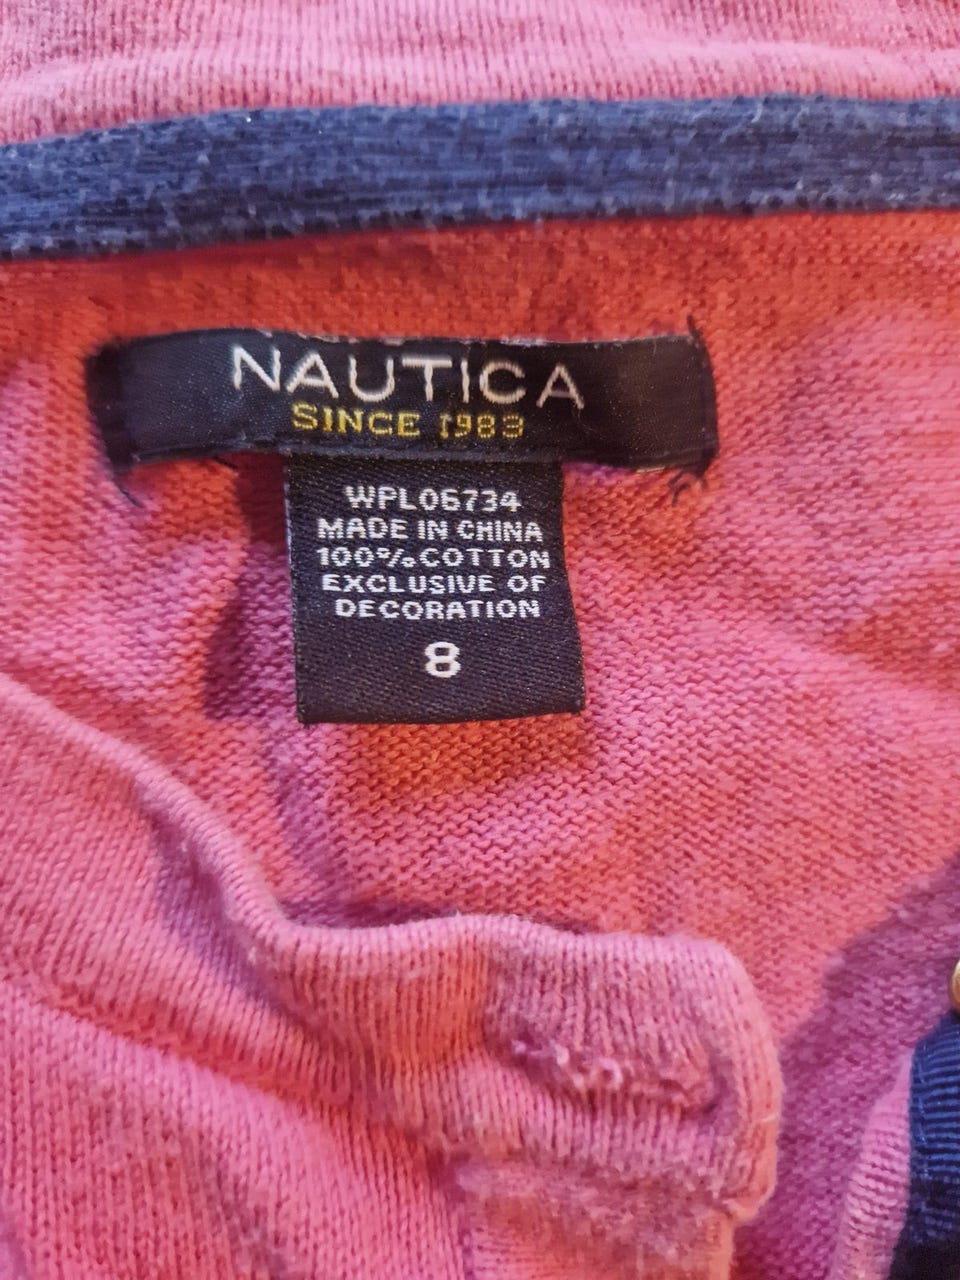 NAUTICA
SINCE 1983
WPL06734
MADE IN CHINA
100% COTTON
EXCLUSIVE OF
DECORATION
8